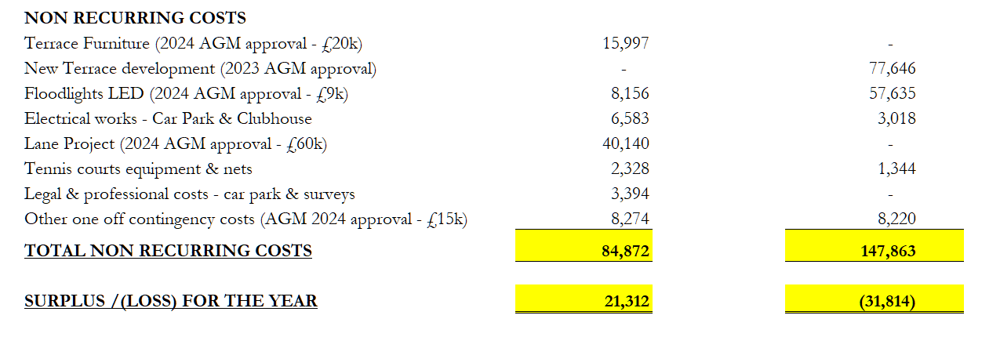 NON RECURRING COSTS
Terrace Furniture (2024 AGM approval - £20k) 15,997 -
New Terrace development (2023 AGM approval) - 77,646
Floodlights LED (2024 AGM approval - £9k) 8,156 57,635
Electrical works - Car Park & Clubhouse 6,583 3,018
Lane Project (2024 AGM approval - £60k) 40,140 -
Tennis courts equipment & nets 2,328 1,344
Legal & professional costs - car park & surveys 3,394 -
Other one off contingency costs (AGM 2024 approval - £15k) 8,274 8,220
TOTAL NON RECURRING COSTS 84,872 147,863
SURPLUS /(LOSS) FOR THE YEAR 21,312 (31,814)